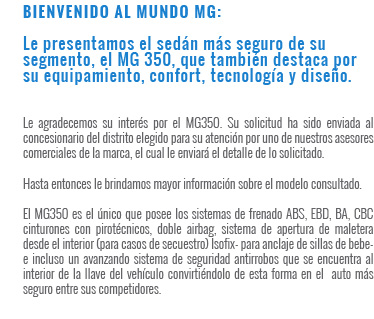 BIENVENIDO AL MUNDO MG:
Le presentamos el sedán más seguro de su
segmento, el MG 350, que también destaca por
su equipamiento, confort, tecnología y diseño.
Le agradecemos su interés por el MG350. Su solicitud ha sido enviada al
concesionario del distrito elegido para su atención por uno de nuestros asesores
comerciales de la marca, el cual le enviará el detalle de lo solicitado.
Hasta entonces le brindamos mayor información sobre el modelo consultado.
El MG350 es el único que posee los sistemas de frenado ABS, EBD, BA, CBC
cinturones con pirotécnicos, doble airbag, sistema de apertura de maletera
desde el interior (para casos de secuestro) Isofix- para anclaje de sillas de bebe-
e incluso un avanzando sistema de seguridad antirrobos que se encuentra al
interior de la llave del vehículo convirtiéndolo de esta forma en el auto más
seguro entre sus competidores.